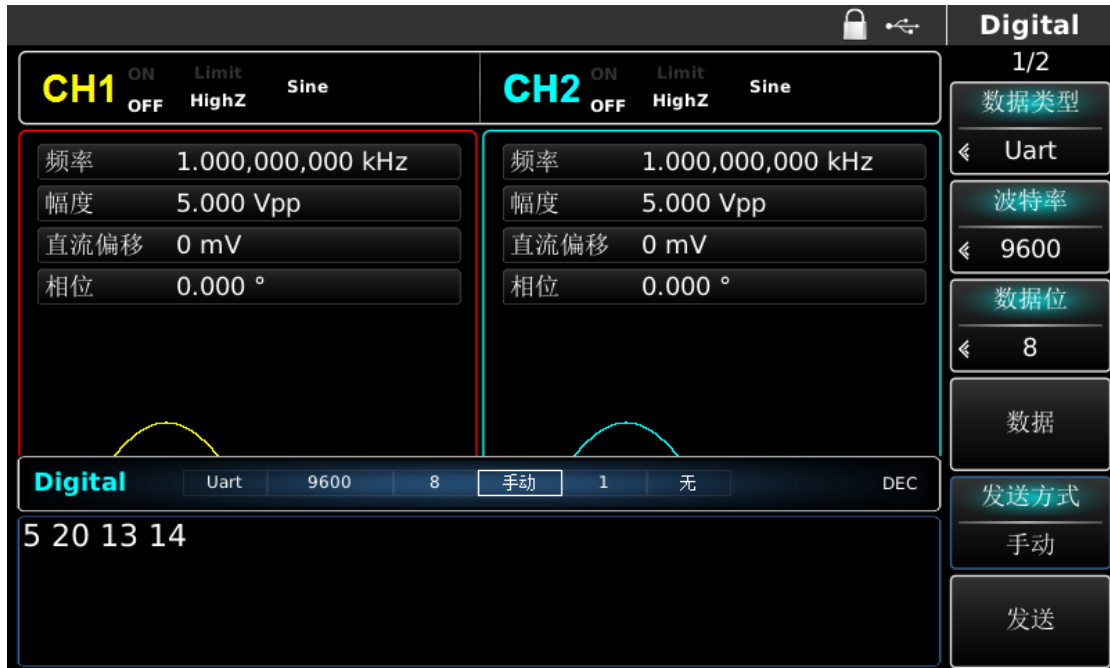 Digital
1/2
CH1 ON OFF Limit HighZ Sine
CH2 ON OFF Limit HighZ Sine
频率 1.000,000,000 kHz
幅度 5.000 Vpp
直流偏移 0 mV
相位 0.000 °
频率 1.000,000,000 kHz
幅度 5.000 Vpp
直流偏移 0 mV
相位 0.000 °
Digital Uart 9600 8 手动 1 无 DEC
5 20 13 14
数据类型
Uart
波特率
9600
数据位
8
数据
发送方式
手动
发送